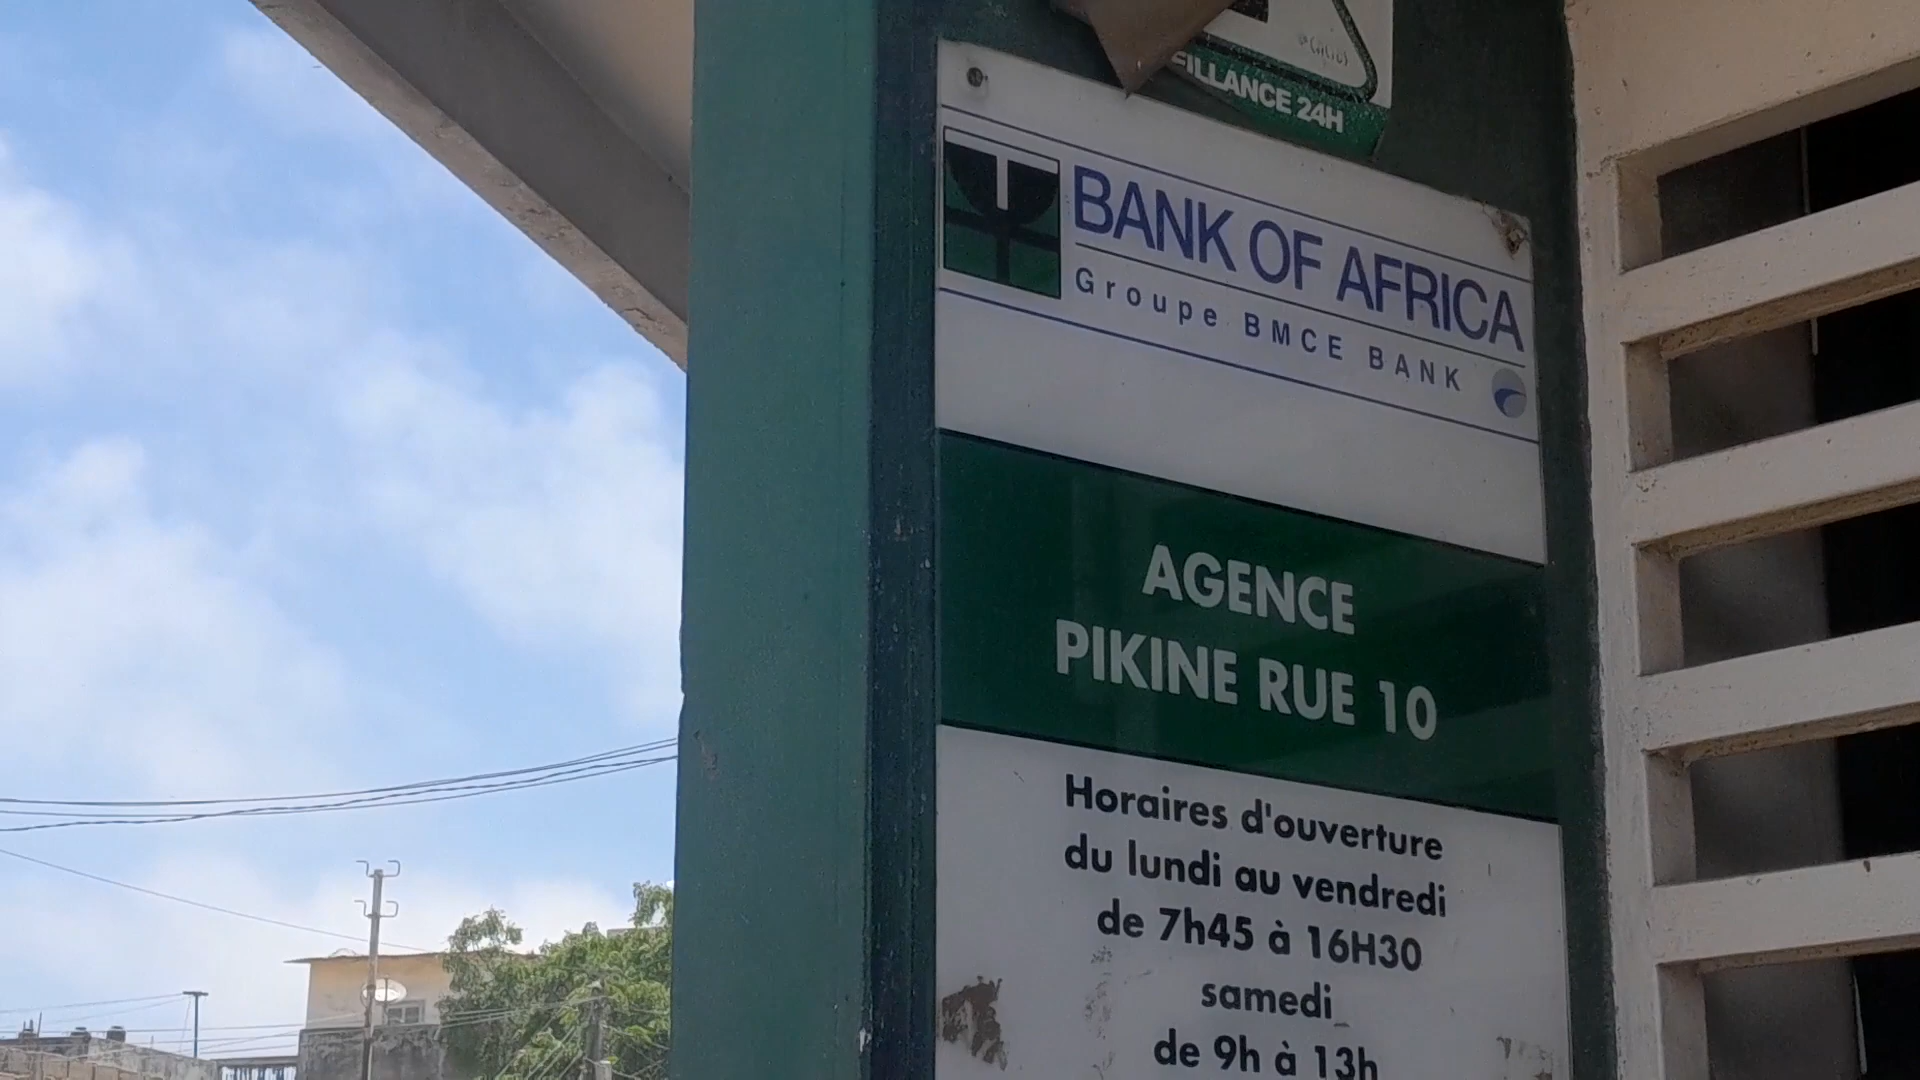 24H
BANK OF AFRICA
Groupe BMCE BANK
AGENCE
PIKINE RUE 10
Horaires d'ouverture
du lundi au vendredi
de 7h45 à 16H30
samedi
de 9h à 13h